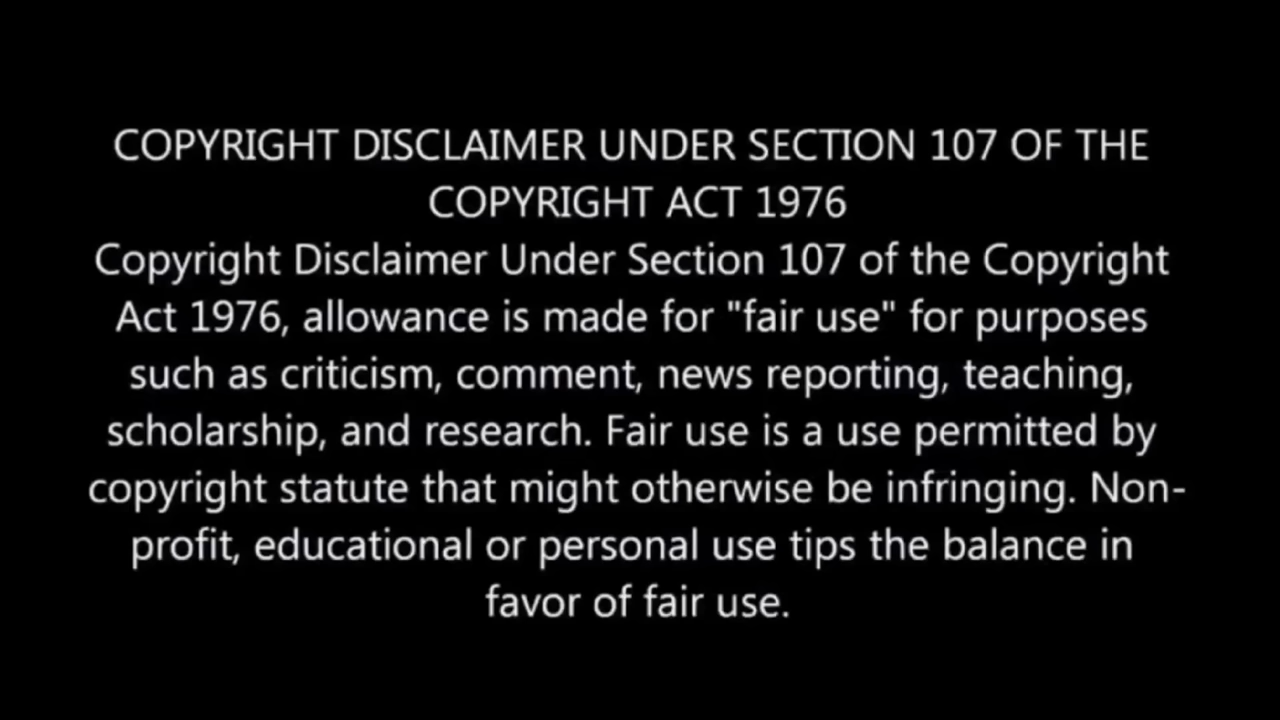 COPYRIGHT DISCLAIMER UNDER SECTION 107 OF THE
COPYRIGHT ACT 1976
Copyright Disclaimer Under Section 107 of the Copyright
Act 1976, allowance is made for "fair use" for purposes
such as criticism, comment, news reporting, teaching,
scholarship, and research. Fair use is a use permitted by
copyright statute that might otherwise be infringing. Non-
profit, educational or personal use tips the balance in
favor of fair use.